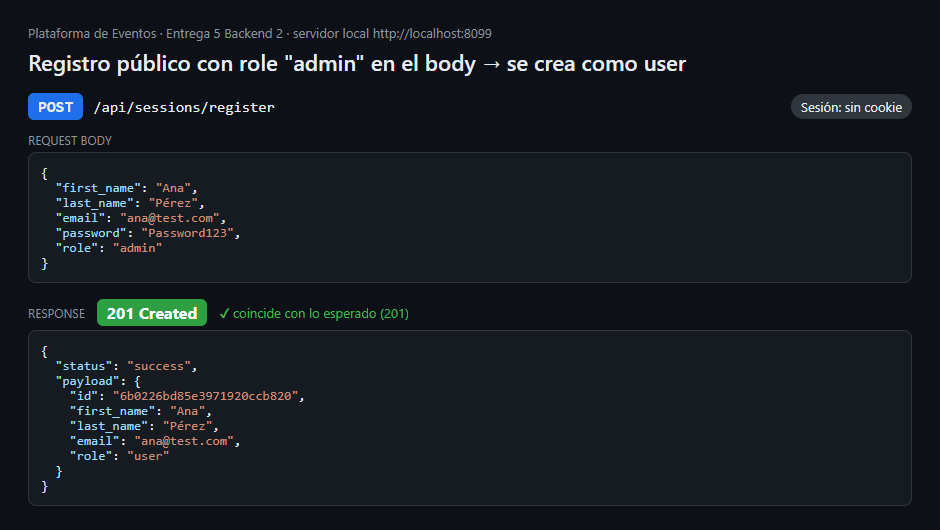 Plataforma de Eventos · Entrega 5 Backend 2 · servidor local http://localhost:8099
Registro público con role "admin" en el body → se crea como user
POST /api/sessions/register Sesión: sin cookie
REQUEST BODY
{
"first_name": "Ana",
"last_name": "Pérez",
"email": "ana@test.com",
"password": "Password123",
"role": "admin"
}
RESPONSE 201 Created ✓ coincide con lo esperado (201)
{
"status": "success",
"payload": {
"id": "6b0226bd85e3971920ccb820",
"first_name": "Ana",
"last_name": "Pérez",
"email": "ana@test.com",
"role": "user"
}
}